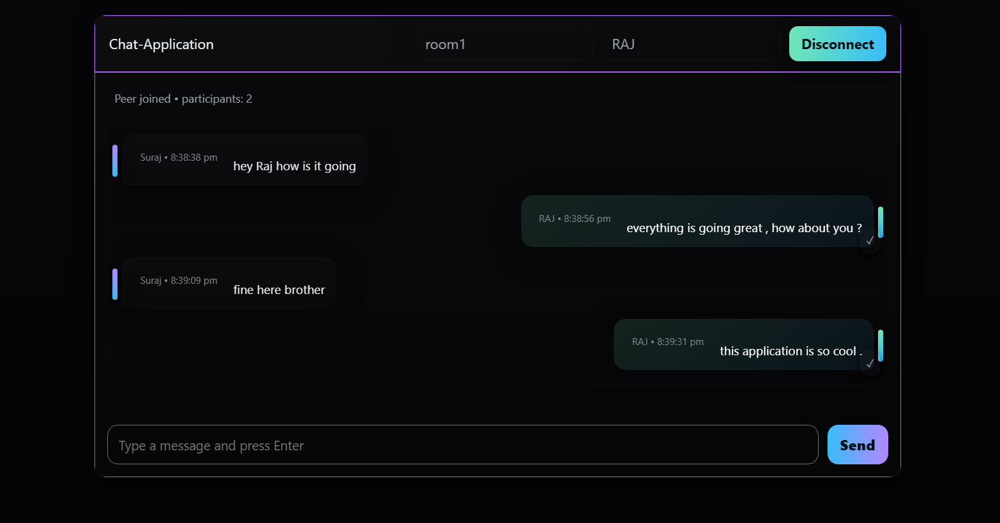 Chat-Application
room1
RAJ
Disconnect
Peer joined • participants: 2
Suraj • 8:38:38 pm
hey Raj how is it going
RAJ • 8:38:56 pm
everything is going great , how about you ?
✓
Suraj • 8:39:09 pm
fine here brother
RAJ • 8:39:31 pm
this application is so cool .
✓
Type a message and press Enter
Send